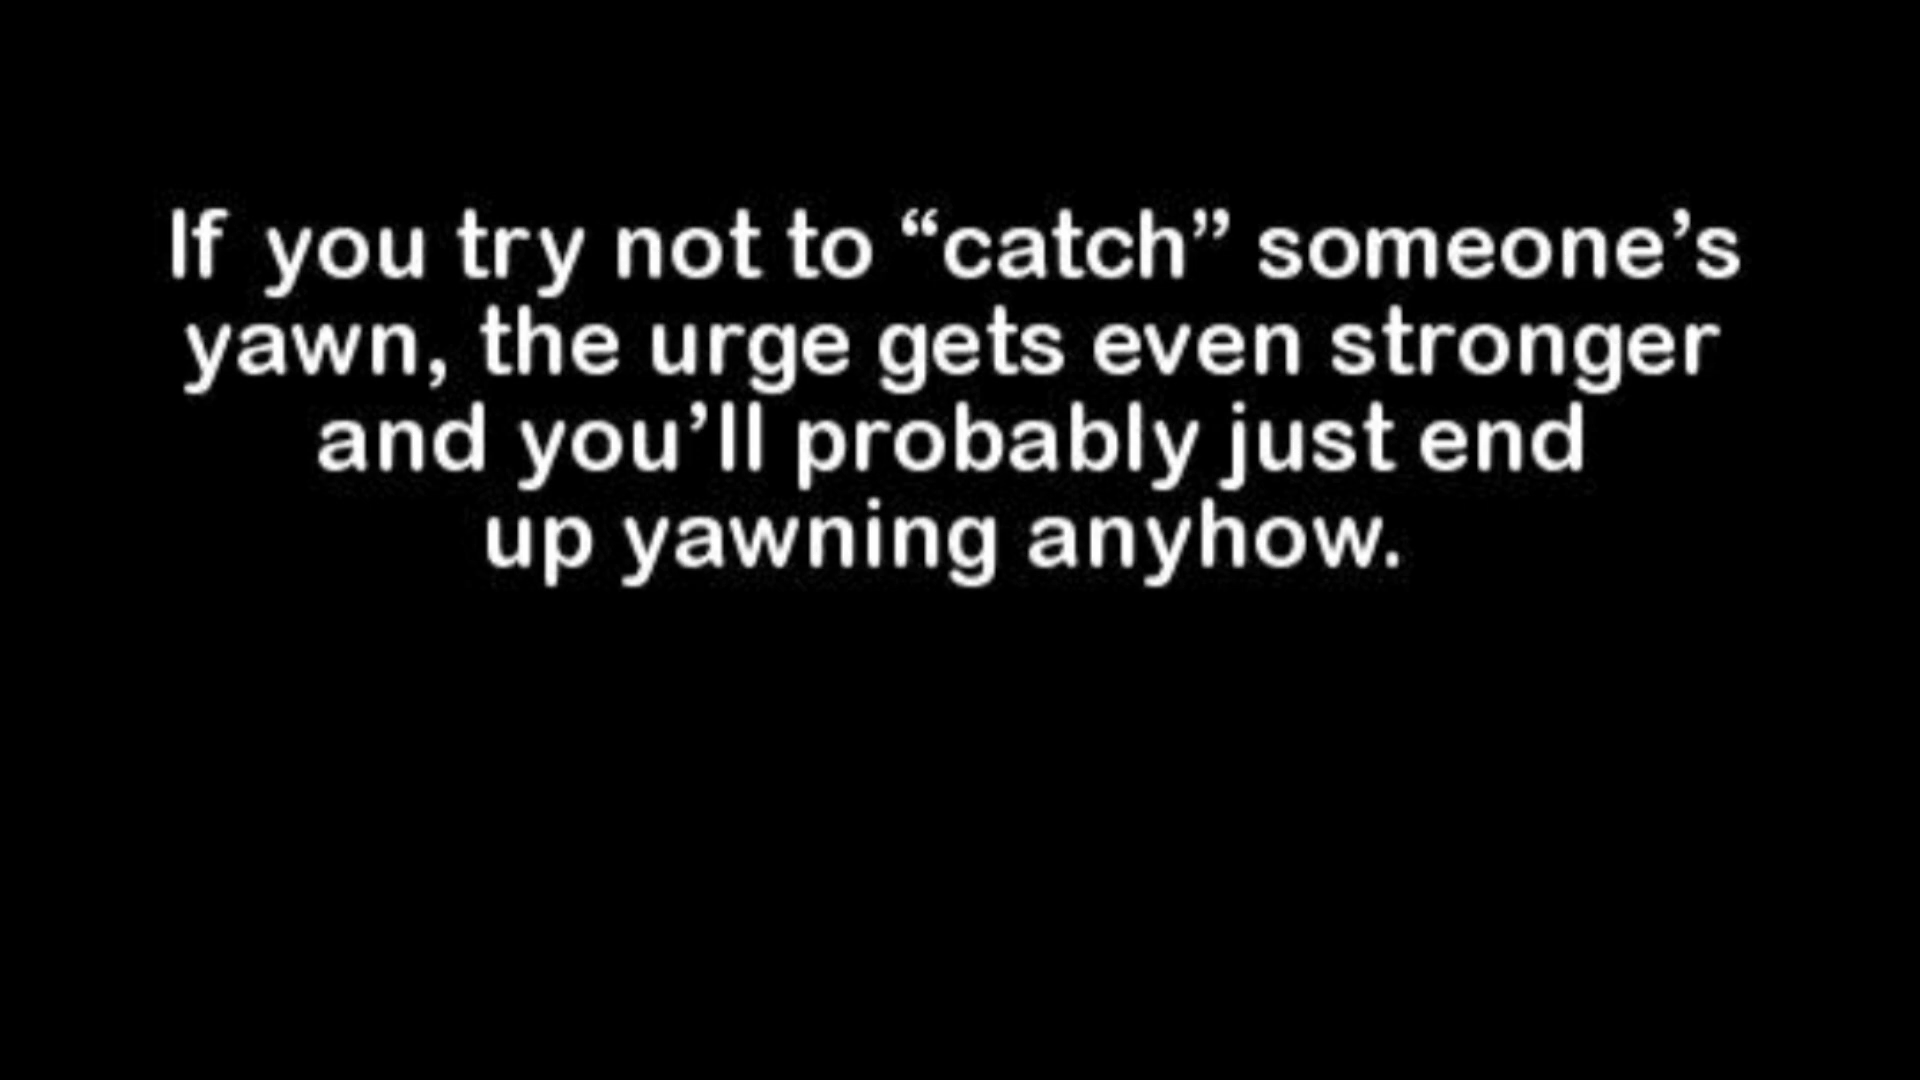 If you try not to “catch” someone’s
yawn, the urge gets even stronger
and you’ll probably just end
up yawning anyhow.